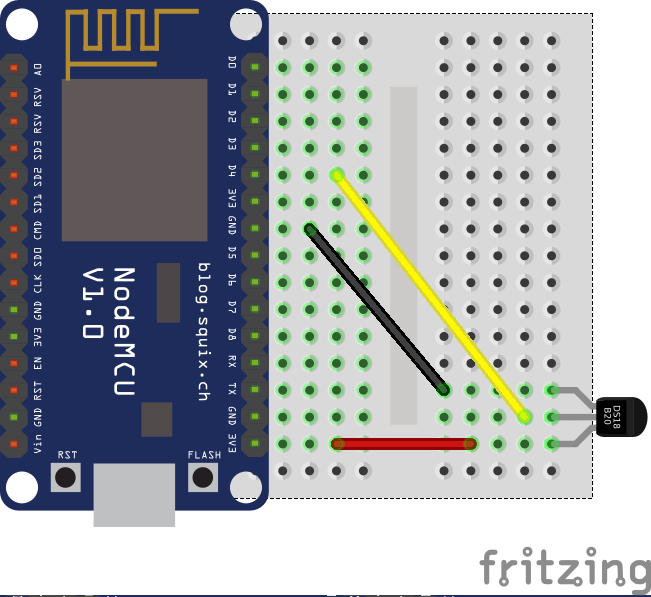 A0
RSV
RSV
SD3
SD2
SD1
CMD
SD0
CLK
GND
3V3
EN
RST
GND
Vin
D0
D1
D2
D3
D4
3V3
GND
D5
D6
D7
D8
RX
TX
GND
3V3
NodeMCU
V1.0
blog.squix.ch
RST
FLASH
DS18
B20
fritzing